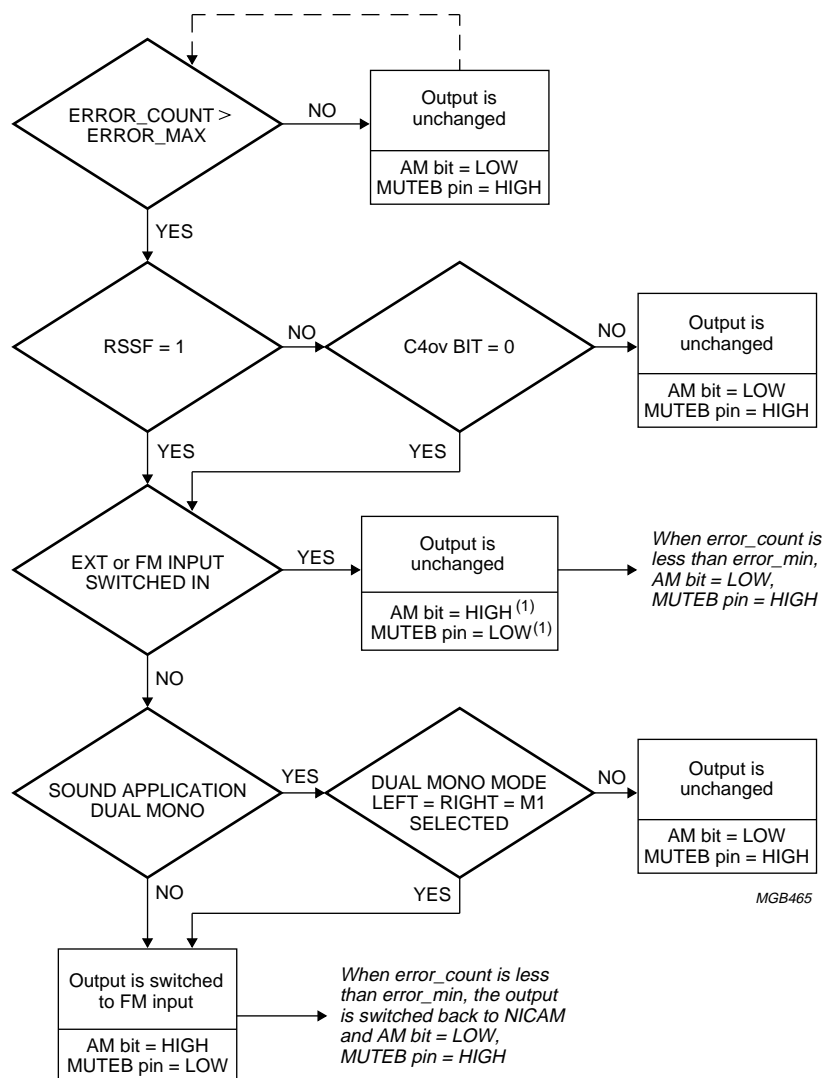 ERROR_COUNT >
ERROR_MAX
NO
Output is
unchanged
AM bit = LOW
MUTEB pin = HIGH
YES
RSSF = 1
NO
C4ov BIT = 0
NO
Output is
unchanged
AM bit = LOW
MUTEB pin = HIGH
YES
YES
EXT or FM INPUT
SWITCHED IN
YES
Output is
unchanged
AM bit = HIGH (1)
MUTEB pin = LOW(1)
When error_count is
less than error_min,
AM bit = LOW,
MUTEB pin = HIGH
NO
SOUND APPLICATION
DUAL MONO
YES
DUAL MONO MODE
LEFT = RIGHT = M1
SELECTED
NO
Output is
unchanged
AM bit = LOW
MUTEB pin = HIGH
MGB465
NO
YES
Output is switched
to FM input
AM bit = HIGH
MUTEB pin = LOW
When error_count is less
than error_min, the output
is switched back to NICAM
and AM bit = LOW,
MUTEB pin = HIGH